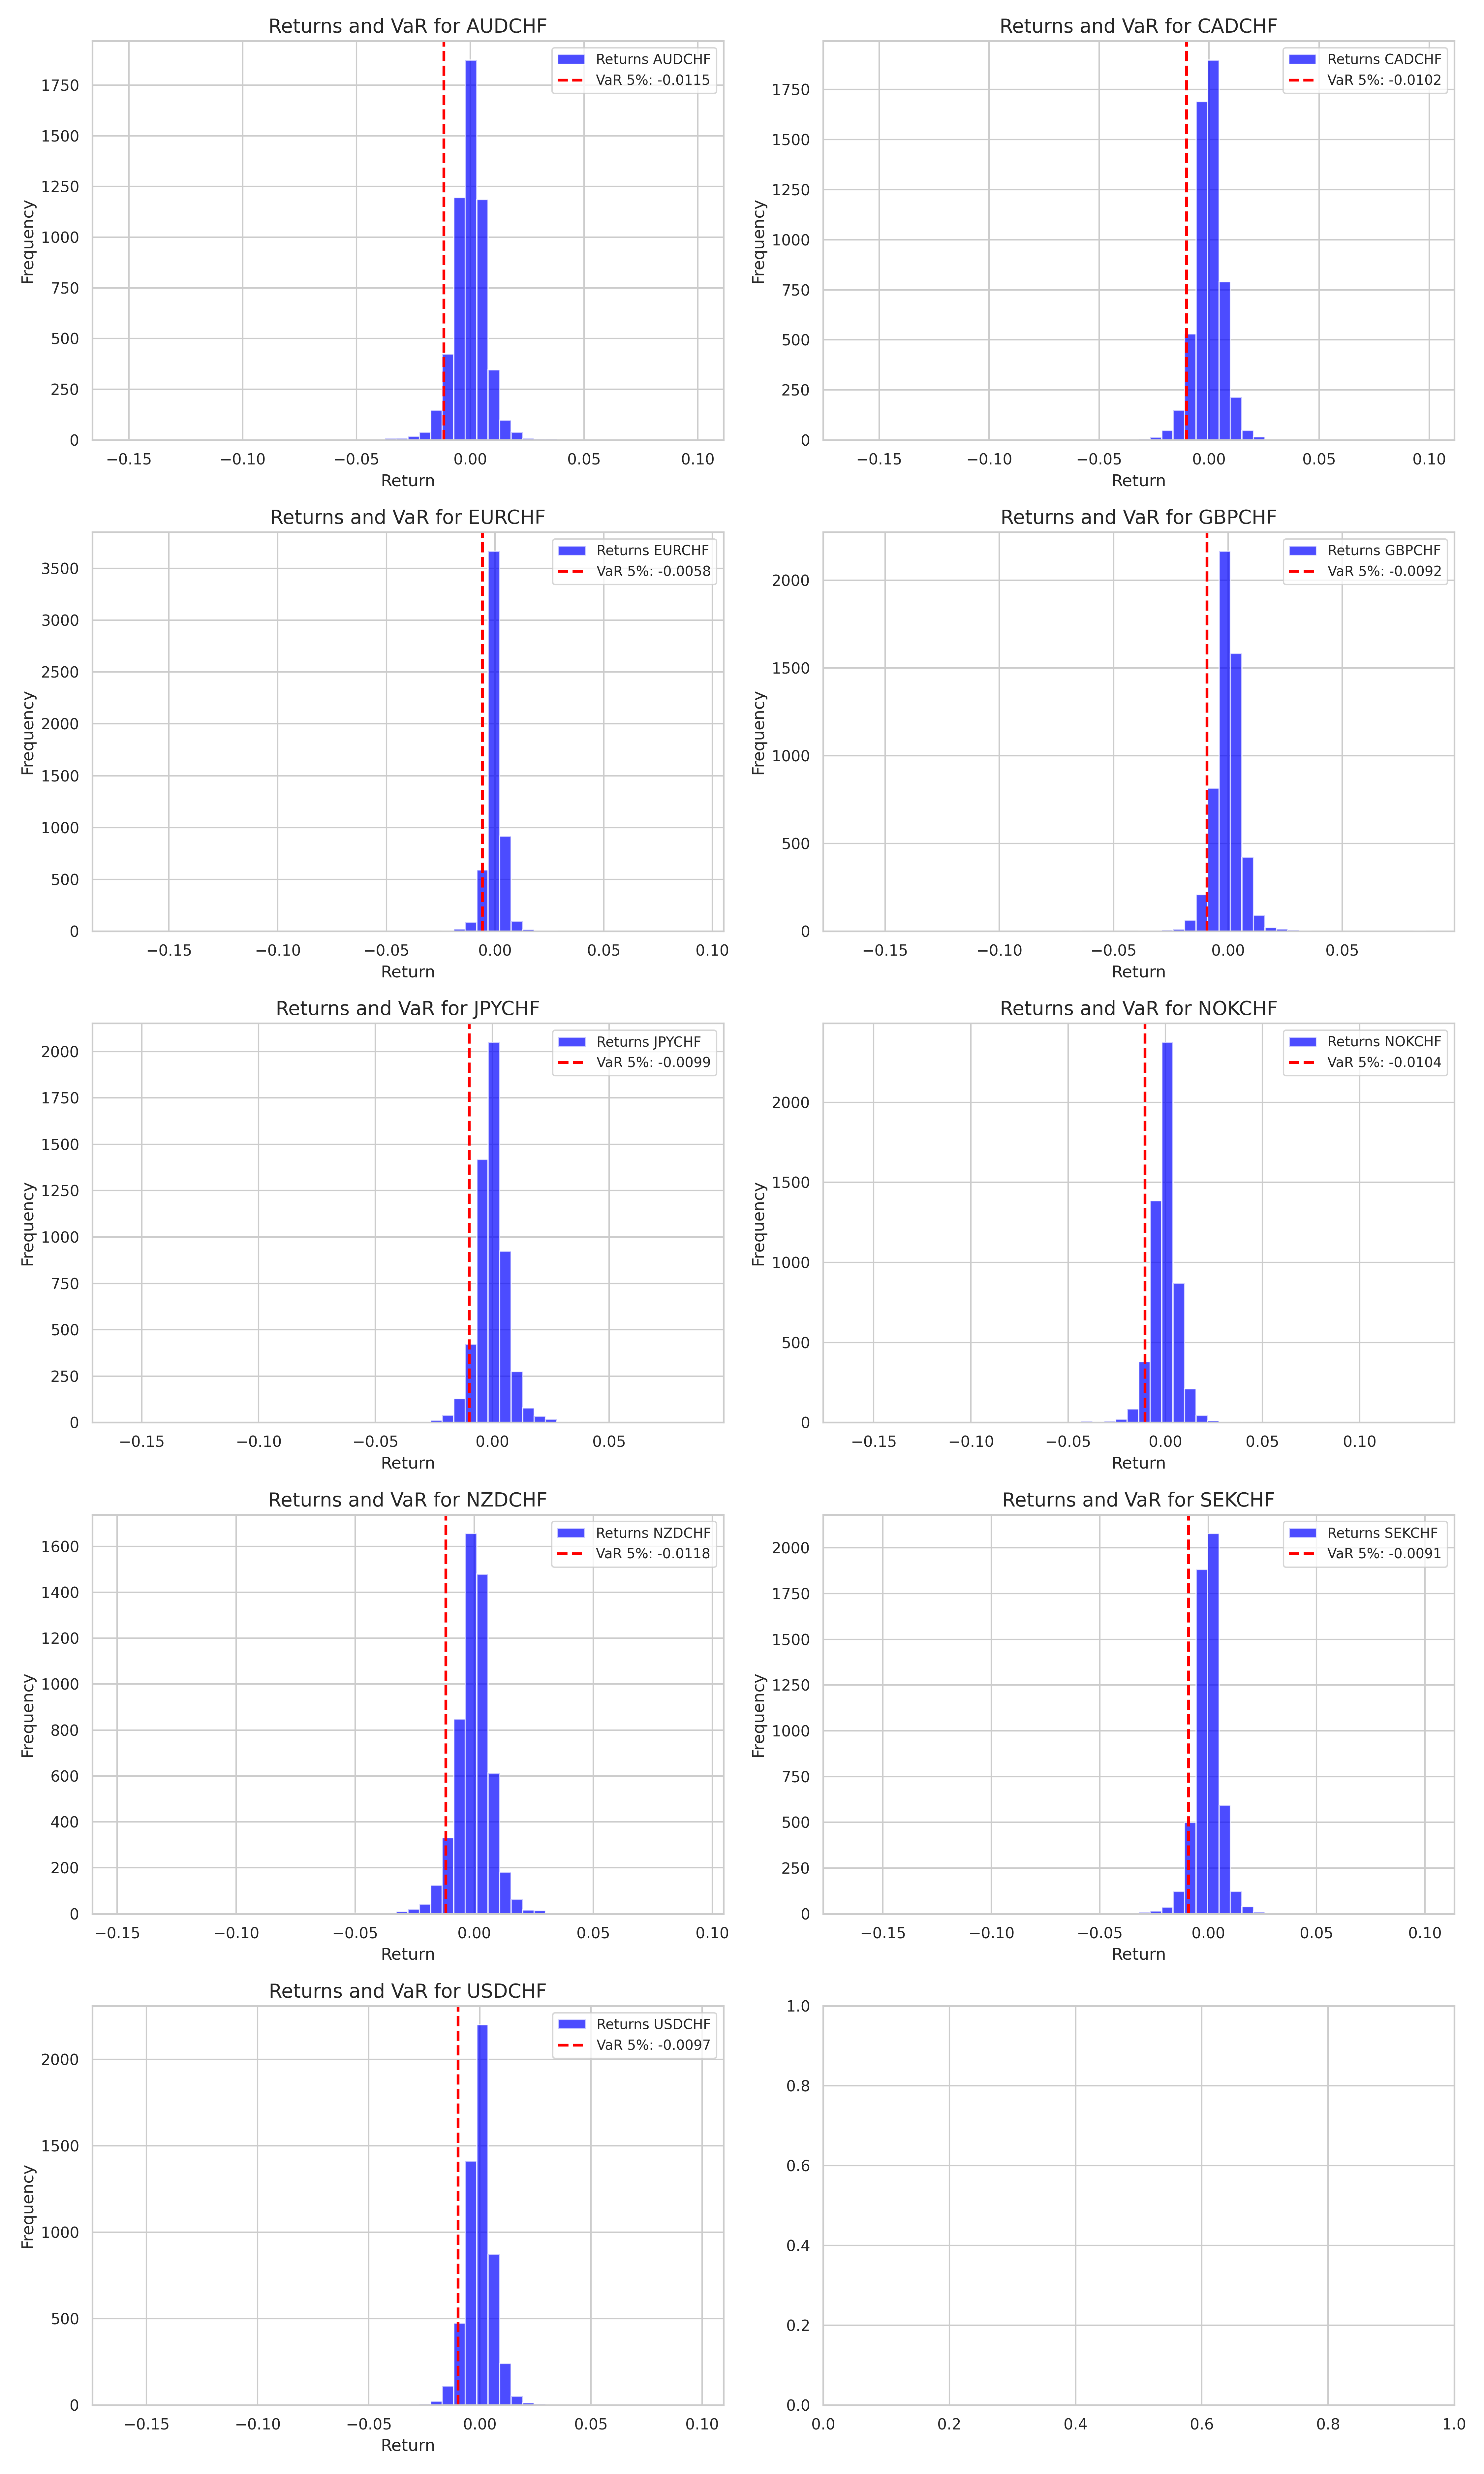 Returns and VaR for AUDCHF
Returns AUDCHF
VaR 5%: -0.0115
Frequency
1750
1500
1250
1000
750
500
250
0
−0.15 −0.10 −0.05 0.00 0.05 0.10
Return
Returns and VaR for CADCHF
Returns CADCHF
VaR 5%: -0.0102
Frequency
1750
1500
1250
1000
750
500
250
0
−0.15 −0.10 −0.05 0.00 0.05 0.10
Return
Returns and VaR for EURCHF
Returns EURCHF
VaR 5%: -0.0058
Frequency
3500
3000
2500
2000
1500
1000
500
0
−0.15 −0.10 −0.05 0.00 0.05 0.10
Return
Returns and VaR for GBPCHF
Returns GBPCHF
VaR 5%: -0.0092
Frequency
2000
1500
1000
500
0
−0.15 −0.10 −0.05 0.00 0.05
Return
Returns and VaR for JPYCHF
Returns JPYCHF
VaR 5%: -0.0099
Frequency
2000
1750
1500
1250
1000
750
500
250
0
−0.15 −0.10 −0.05 0.00 0.05
Return
Returns and VaR for NOKCHF
Returns NOKCHF
VaR 5%: -0.0104
Frequency
2000
1500
1000
500
0
−0.15 −0.10 −0.05 0.00 0.05 0.10
Return
Returns and VaR for NZDCHF
Returns NZDCHF
VaR 5%: -0.0118
Frequency
1600
1400
1200
1000
800
600
400
200
0
−0.15 −0.10 −0.05 0.00 0.05 0.10
Return
Returns and VaR for SEKCHF
Returns SEKCHF
VaR 5%: -0.0091
Frequency
2000
1750
1500
1250
1000
750
500
250
0
−0.15 −0.10 −0.05 0.00 0.05 0.10
Return
Returns and VaR for USDCHF
Returns USDCHF
VaR 5%: -0.0097
Frequency
2000
1500
1000
500
0
−0.15 −0.10 −0.05 0.00 0.05 0.10
Return
1.0
0.8
0.6
0.4
0.2
0.0
0.0 0.2 0.4 0.6 0.8 1.0